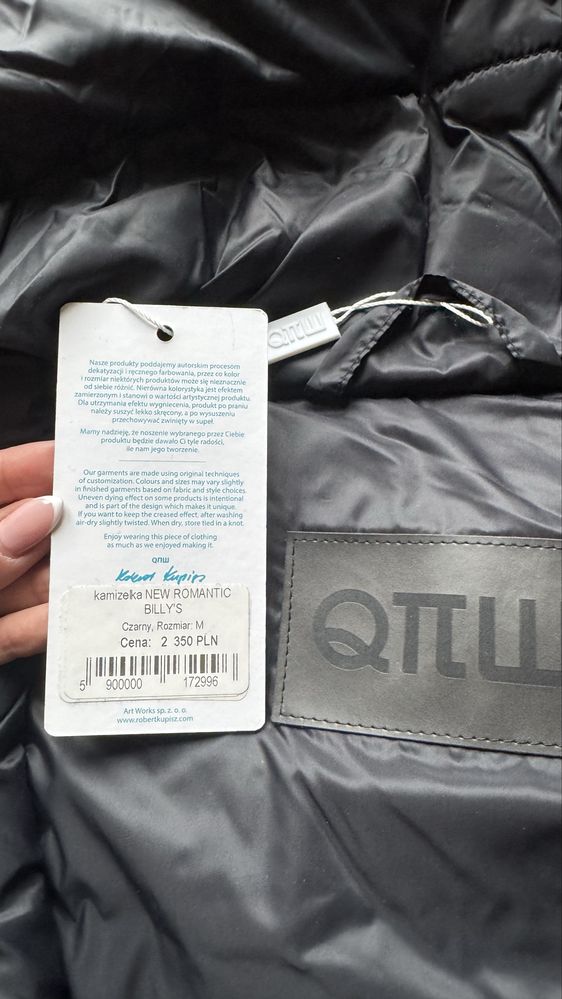 Nasze produkty poddajemy autorskim procesom
dekatyzacji i ręcznego farbowania, przez co kolor
i rozmiar niektórych produktów może się nieznacznie
od siebie różnić. Nierówna kolorystyka jest efektem
zamierzonym i stanowi o wartości artystycznej produktu.
Dla utrzymania efektu wygniecenia, produkt po praniu
należy suszyć lekko skręcony, a po wysuszeniu
przechowywać zwinięty w supeł.
Mamy nadzieję, że noszenie wybranego przez Ciebie
produktu będzie dawało Ci tyle radości,
ile nam jego tworzenie.
Our garments are made using original techniques
of customization. Colours and sizes may vary slightly
in finished garments based on fabric and style choices.
Uneven dying effect on some products is intentional
and is part of the design which makes it unique.
If you want to keep the creased effect, after washing
air-dry slightly twisted. When dry, store tied in a knot.
Enjoy wearing this piece of clothing
as much as we enjoyed making it.
QПШ
Robert Kupisz
kamizelka NEW ROMANTIC
BILLY'S
Czarny, Rozmiar: M
Cena: 2 350 PLN
5 900000 172996
Art Works sp. z o. o.
www.robertkupisz.com
QПШ
QПШ